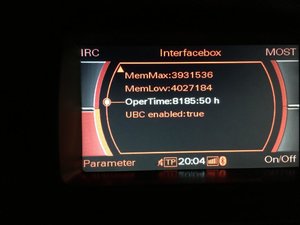 IRC Interfacebox MOST
MemMax:3931536
MemLow:4027184
OperTime:8185:50 h
UBC enabled:true
Parameter TP 20:04 On/Off